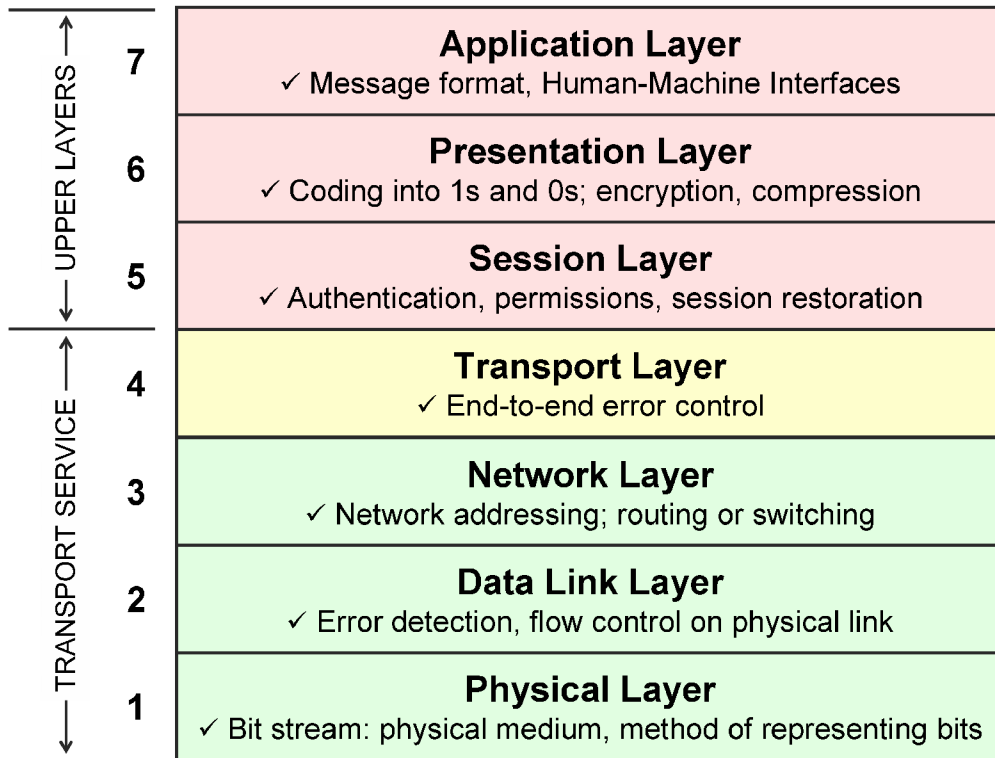 UPPER LAYERS
7
Application Layer
✓ Message format, Human-Machine Interfaces
6
Presentation Layer
✓ Coding into 1s and 0s; encryption, compression
5
Session Layer
✓ Authentication, permissions, session restoration
TRANSPORT SERVICE
4
Transport Layer
✓ End-to-end error control
3
Network Layer
✓ Network addressing; routing or switching
2
Data Link Layer
✓ Error detection, flow control on physical link
1
Physical Layer
✓ Bit stream: physical medium, method of representing bits